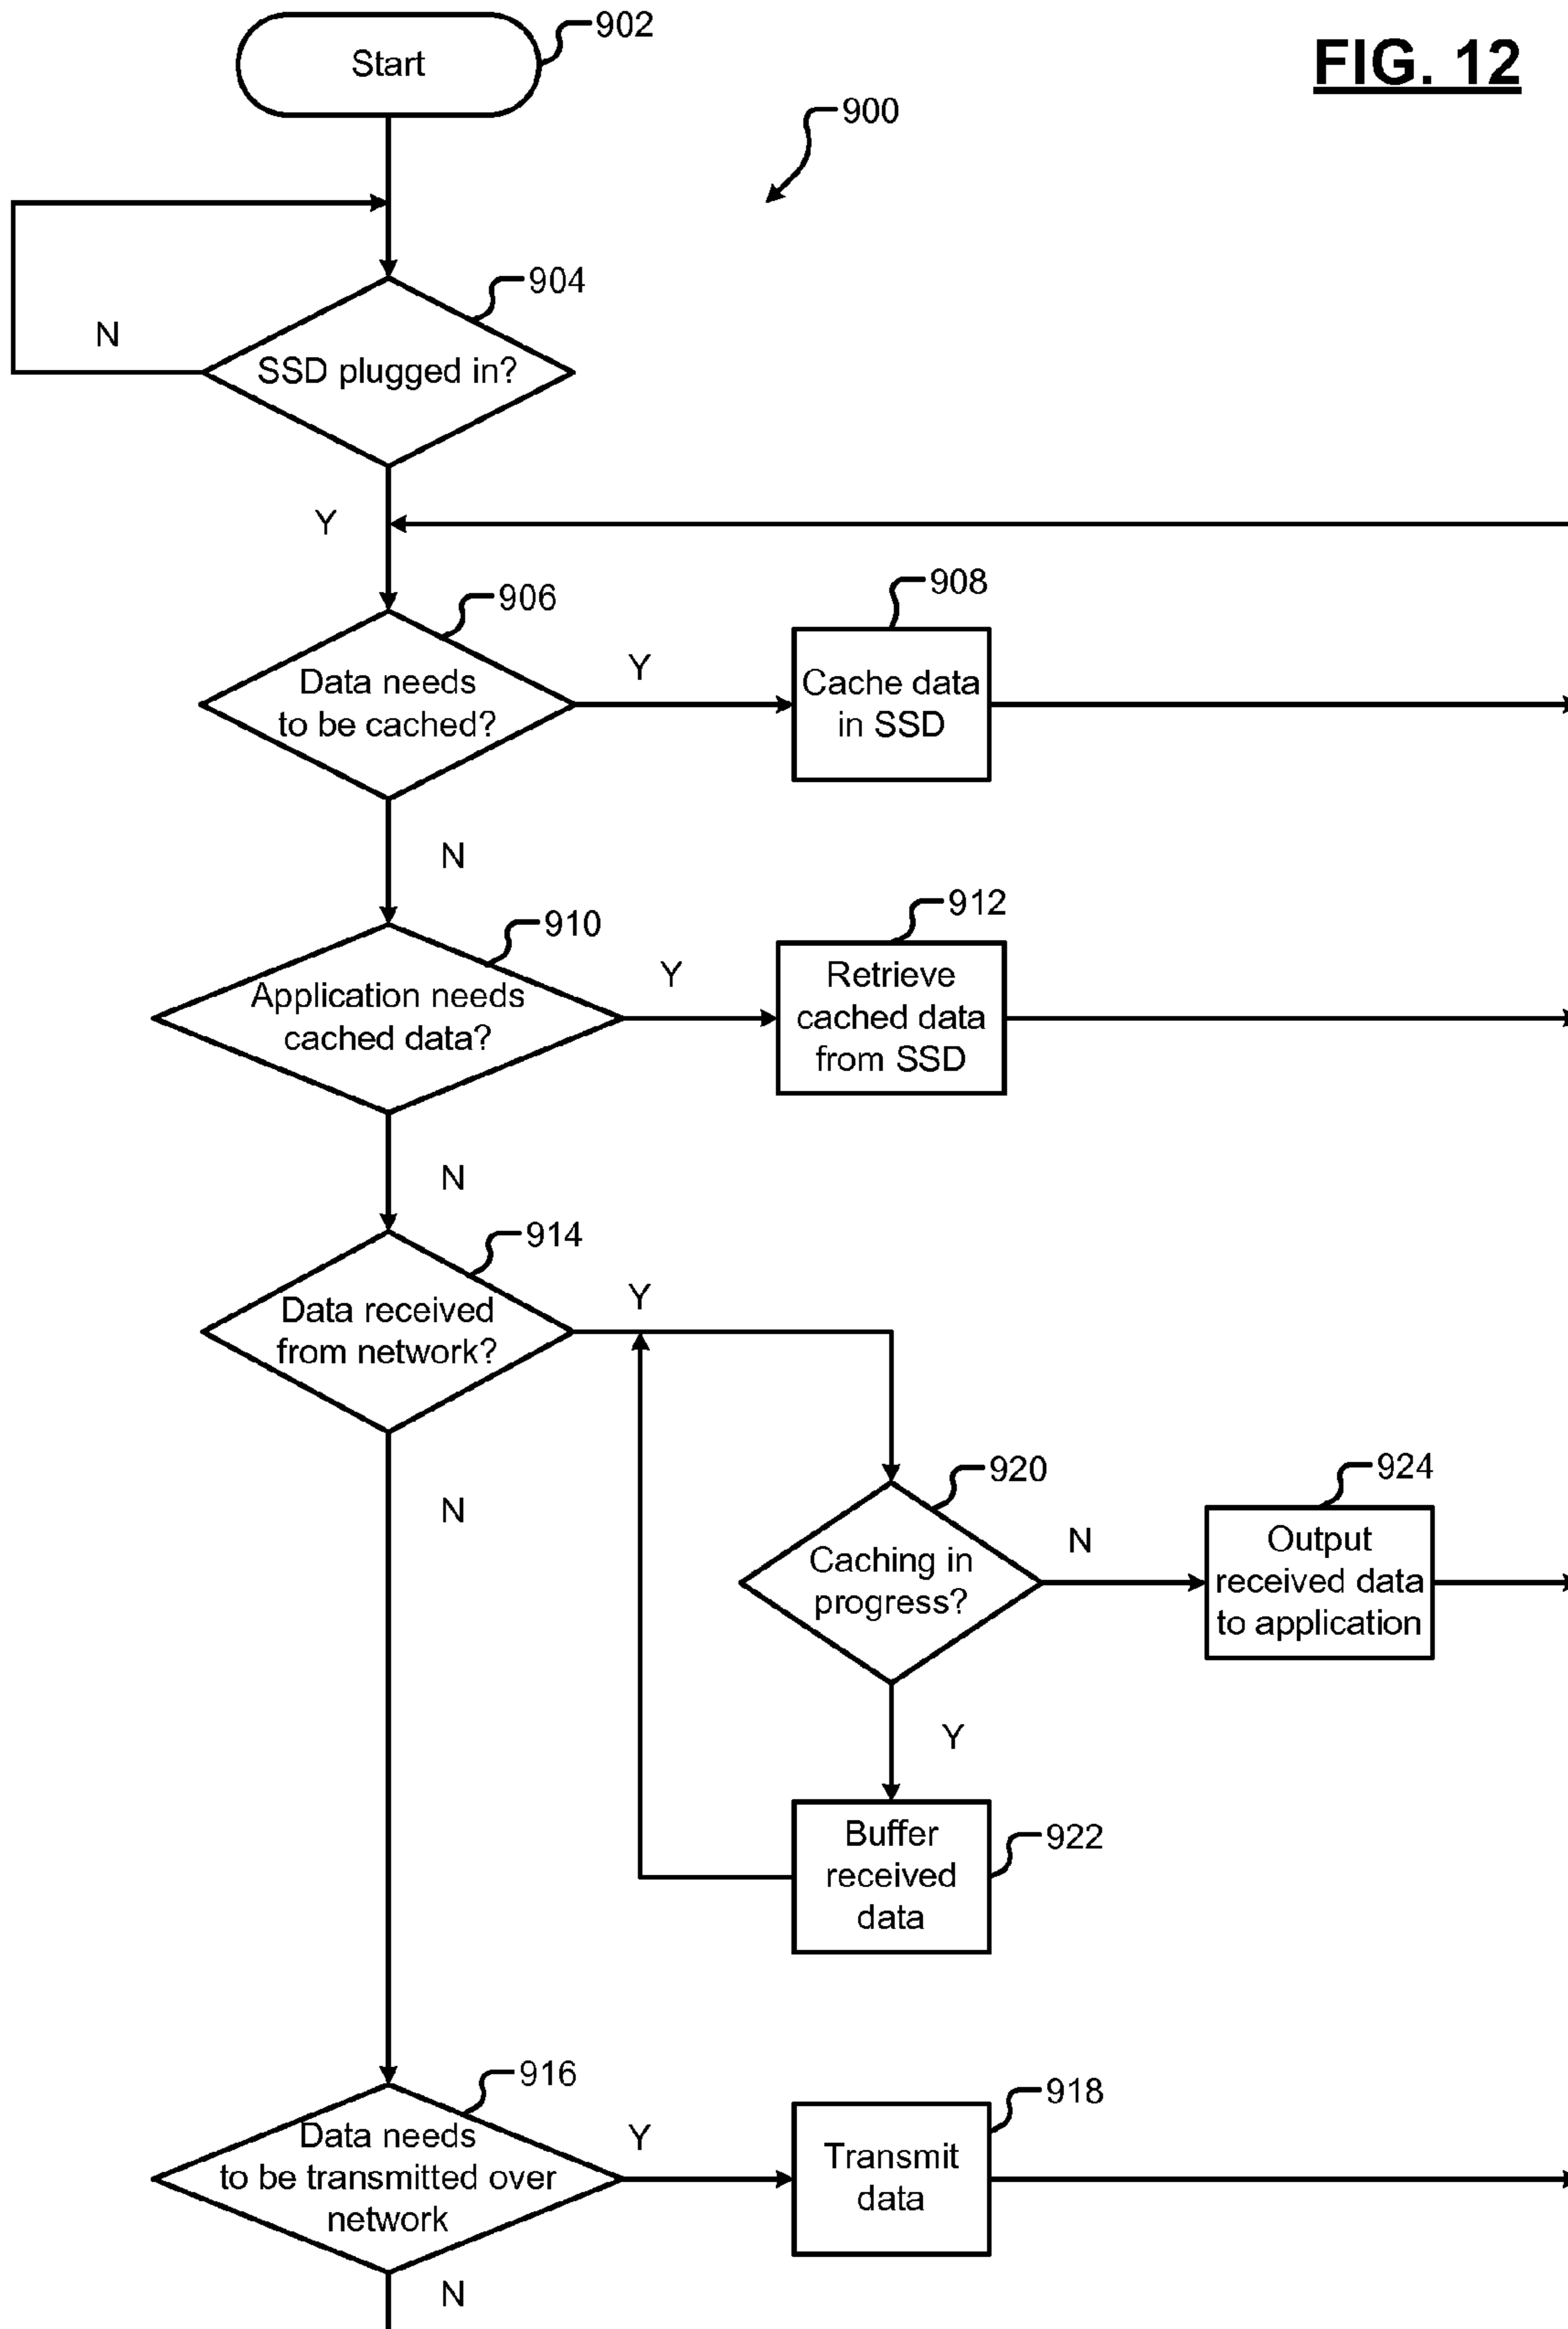 FIG. 12
902
Start
900
904
N
SSD plugged in?
Y
906
908
Data needs
to be cached?
Y
Cache data
in SSD
N
910
912
Application needs
cached data?
Y
Retrieve
cached data
from SSD
N
914
Data received
from network?
Y
N
920
924
Caching in
progress?
N
Output
received data
to application
Y
Buffer
received
data
922
916
918
Data needs
to be transmitted over
network
Y
Transmit
data
N